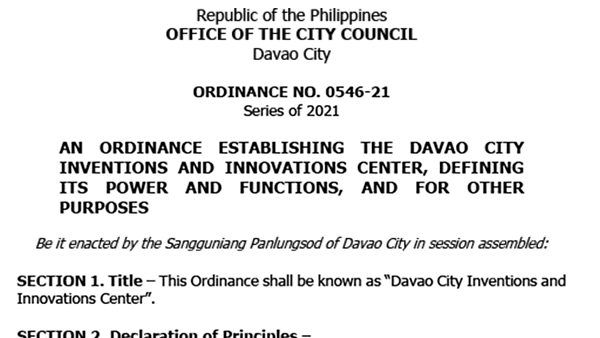 Republic of the Philippines
OFFICE OF THE CITY COUNCIL
Davao City
ORDINANCE NO. 0546-21
Series of 2021
AN ORDINANCE ESTABLISHING THE DAVAO CITY
INVENTIONS AND INNOVATIONS CENTER, DEFINING
ITS POWER AND FUNCTIONS, AND FOR OTHER
PURPOSES
Be it enacted by the Sangguniang Panlungsod of Davao City in session assembled:
SECTION 1. Title – This Ordinance shall be known as “Davao City Inventions and
Innovations Center”.
SECTION 2. Declaration of Principles –